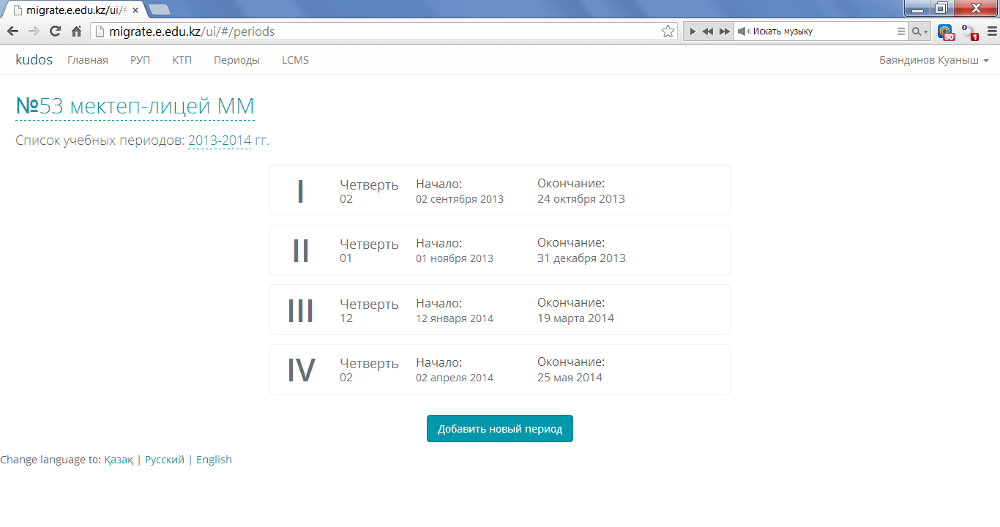 migrate.e.edu.kz/ui/#
migrate.e.edu.kz/ui/#/periods
Искать музыку
50
1
kudos Главная РУП КТП Периоды LCMS Баяндинов Куаныш
№53 мектеп-лицей ММ
Список учебных периодов: 2013-2014 гг.
I Четверть Начало: Окончание:
02 02 сентября 2013 24 октября 2013
II Четверть Начало: Окончание:
01 01 ноября 2013 31 декабря 2013
III Четверть Начало: Окончание:
12 12 января 2014 19 марта 2014
IV Четверть Начало: Окончание:
02 02 апреля 2014 25 мая 2014
Добавить новый период
Change language to: Қазақ | Русский | English